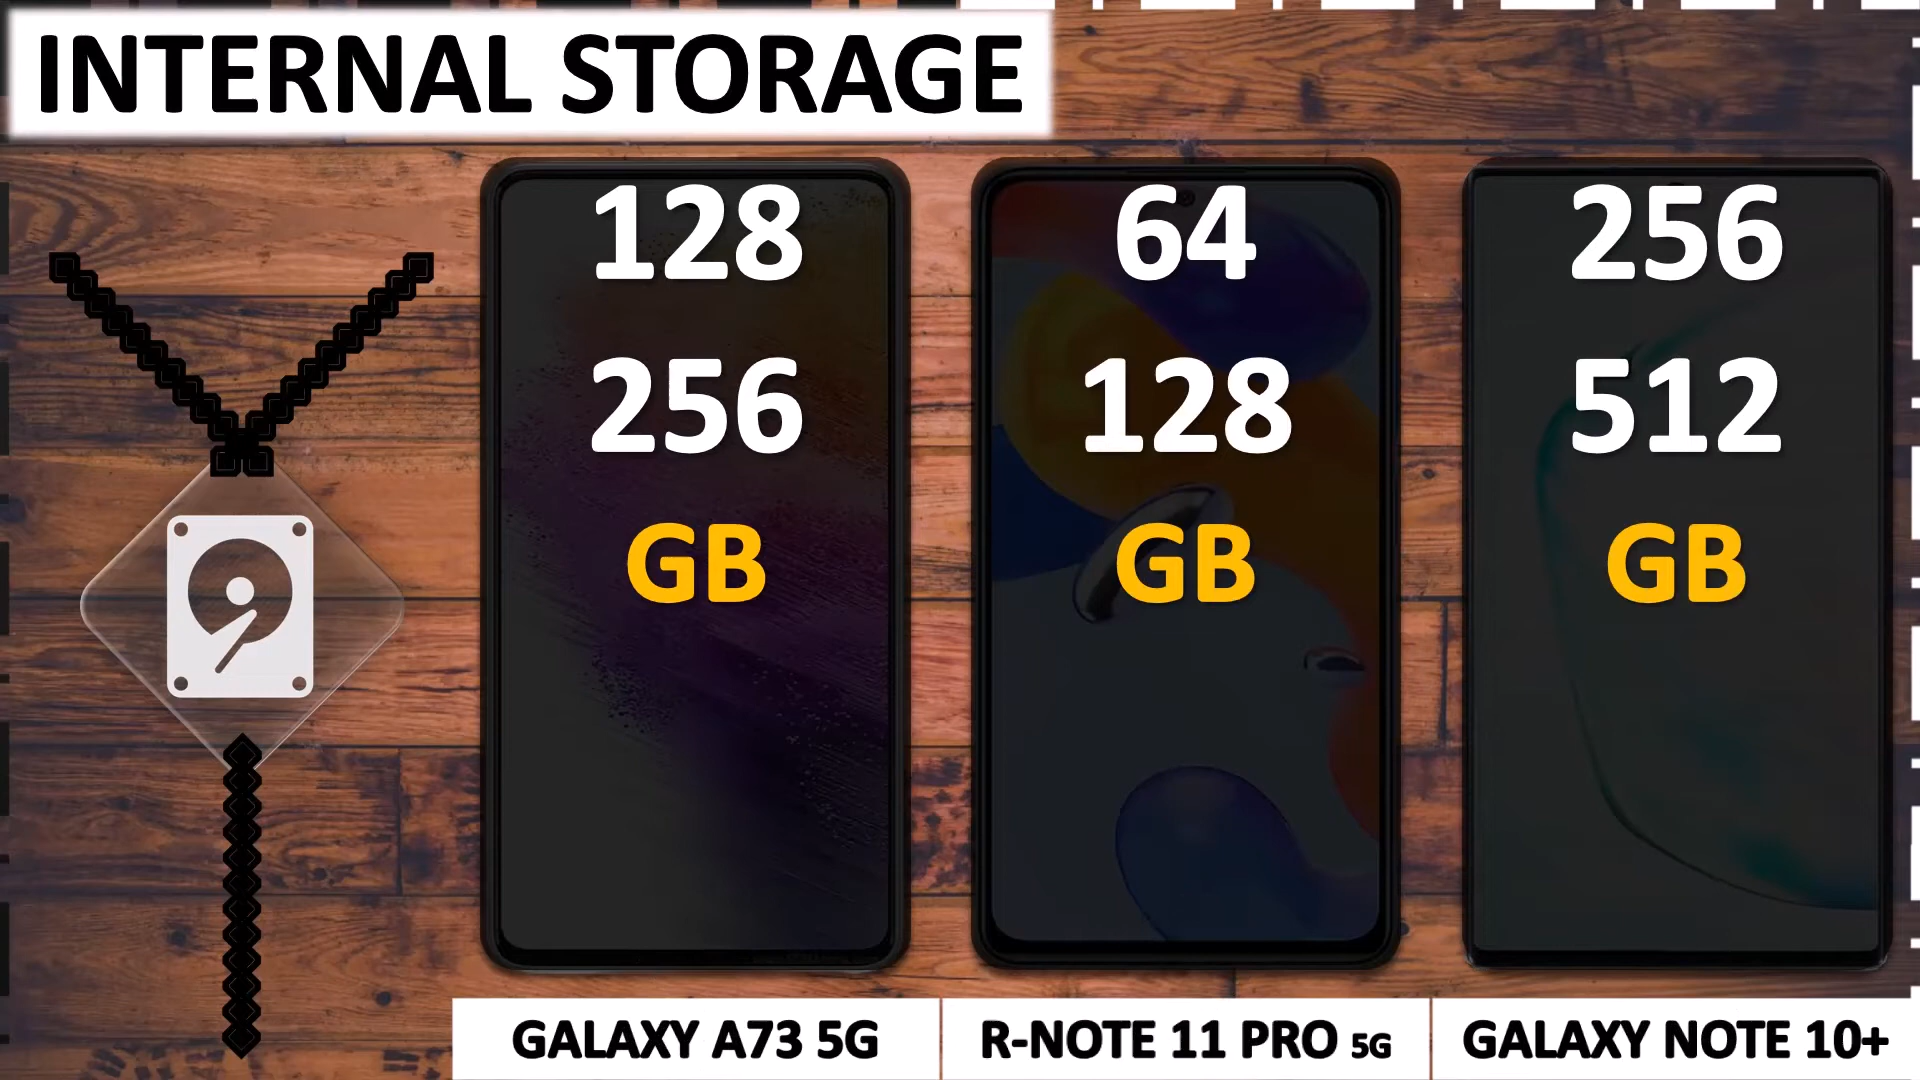 INTERNAL STORAGE
128
256
GB
64
128
GB
256
512
GB
GALAXY A73 5G
R-NOTE 11 PRO 5G
GALAXY NOTE 10+